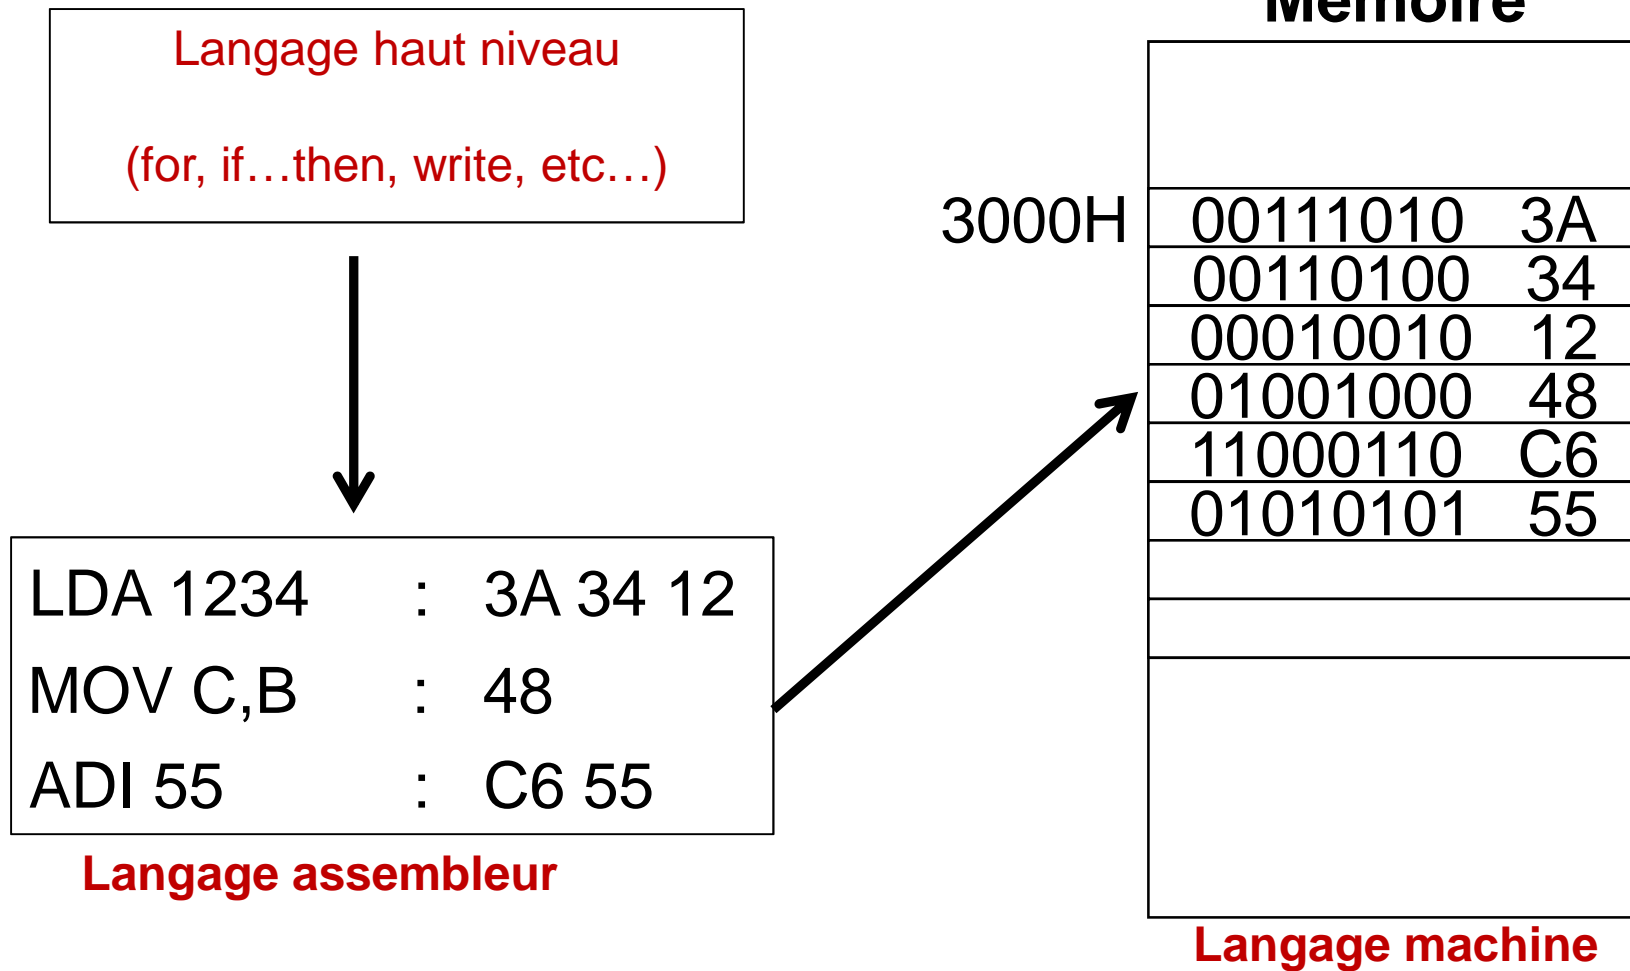 Langage haut niveau
(for, if…then, write, etc…)
LDA 1234 : 3A 34 12
MOV C,B : 48
ADI 55 : C6 55
Langage assembleur
Mémoire
3000H 00111010 3A
00110100 34
00010010 12
01001000 48
11000110 C6
01010101 55
Langage machine